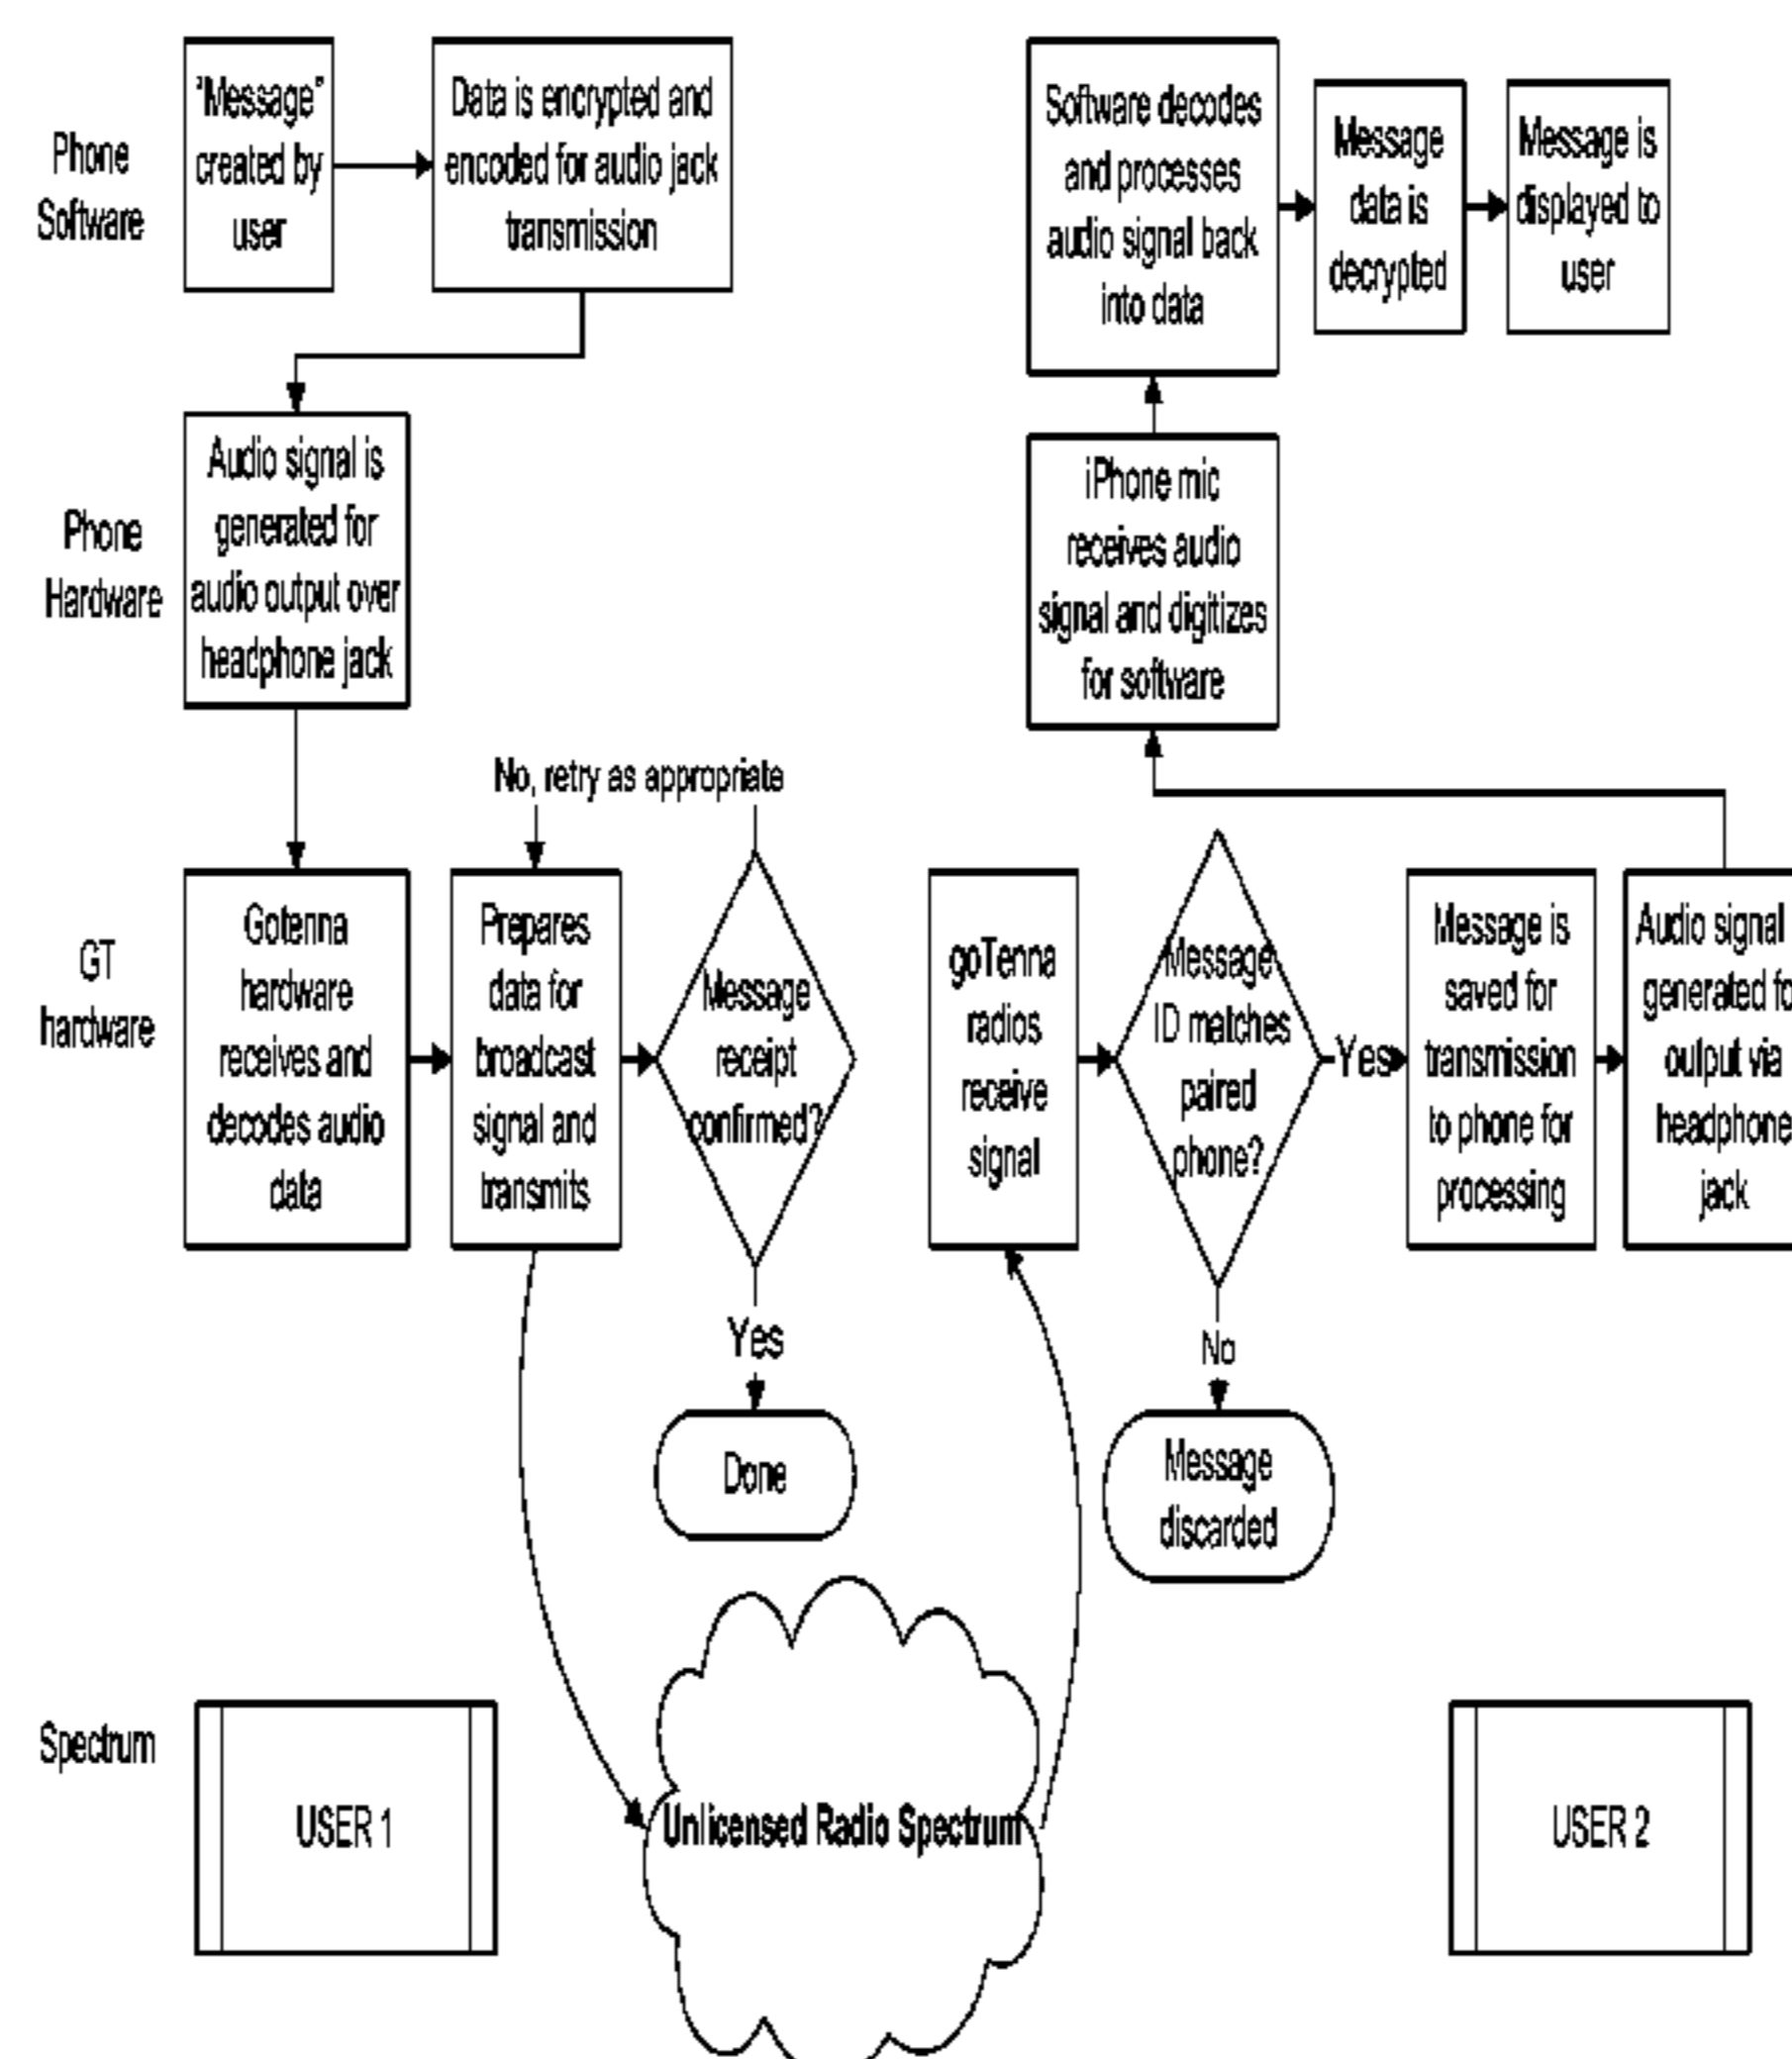 "Message"
created by
user
Data is encrypted and
encoded for audio jack
transmission
Software decodes
and processes
audio signal back
into data
Message
data is
decrypted
Message is
displayed to
user
Phone
Software
Audio signal is
generated for
audio output over
headphone jack
iPhone mic
receives audio
signal and digitizes
for software
Phone
Hardware
No, retry as appropriate
GT
hardware
Gotenna
hardware
receives and
decodes audio
data
Prepares
data for
broadcast
signal and
transmits
Message
receipt
confirmed?
goTenna
radios
receive
signal
Message
ID matches
paired
phone?
Yes
Message is
saved for
transmission
to phone for
processing
Audio signal
generated fo
output via
headphone
jack
Yes
No
Done
Message
discarded
Spectrum
USER 1
Unlicensed Radio Spectrum
USER 2